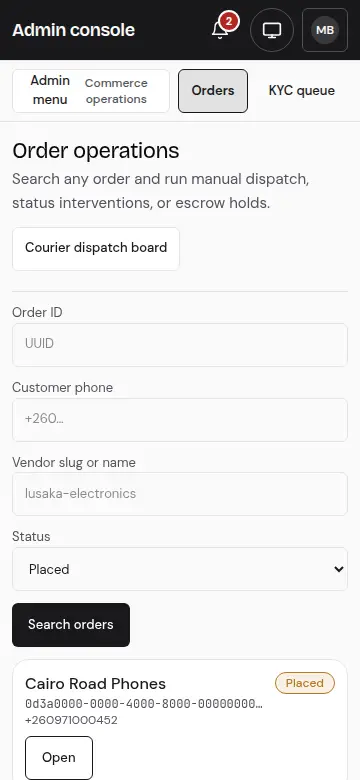 Admin console
2
MB
Admin menu
Commerce operations
Orders
KYC queue
Order operations
Search any order and run manual dispatch,
status interventions, or escrow holds.
Courier dispatch board
Order ID
UUID
Customer phone
+260…
Vendor slug or name
lusaka-electronics
Status
Placed
Search orders
Cairo Road Phones
Placed
0d3a0000-0000-4000-8000-00000000…
+260971000452
Open